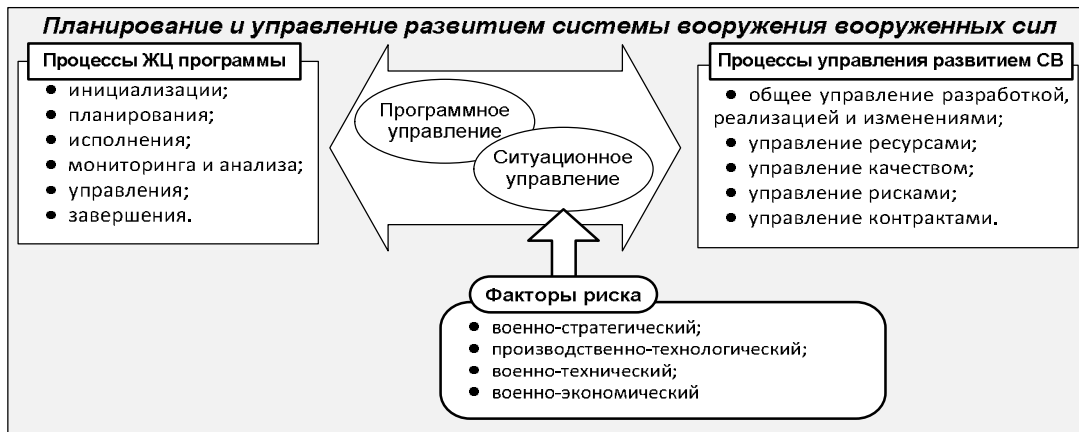 Планирование и управление развитием системы вооружения вооруженных сил
Процессы ЖЦ программы
• инициализации;
• планирования;
• исполнения;
• мониторинга и анализа;
• управления;
• завершения.
Программное
управление
Ситуационное
управление
Процессы управления развитием СВ
• общее управление разработкой,
реализацией и изменениями;
• управление ресурсами;
• управление качеством;
• управление рисками;
• управление контрактами.
Факторы риска
• военно-стратегический;
• производственно-технологический;
• военно-технический;
• военно-экономический